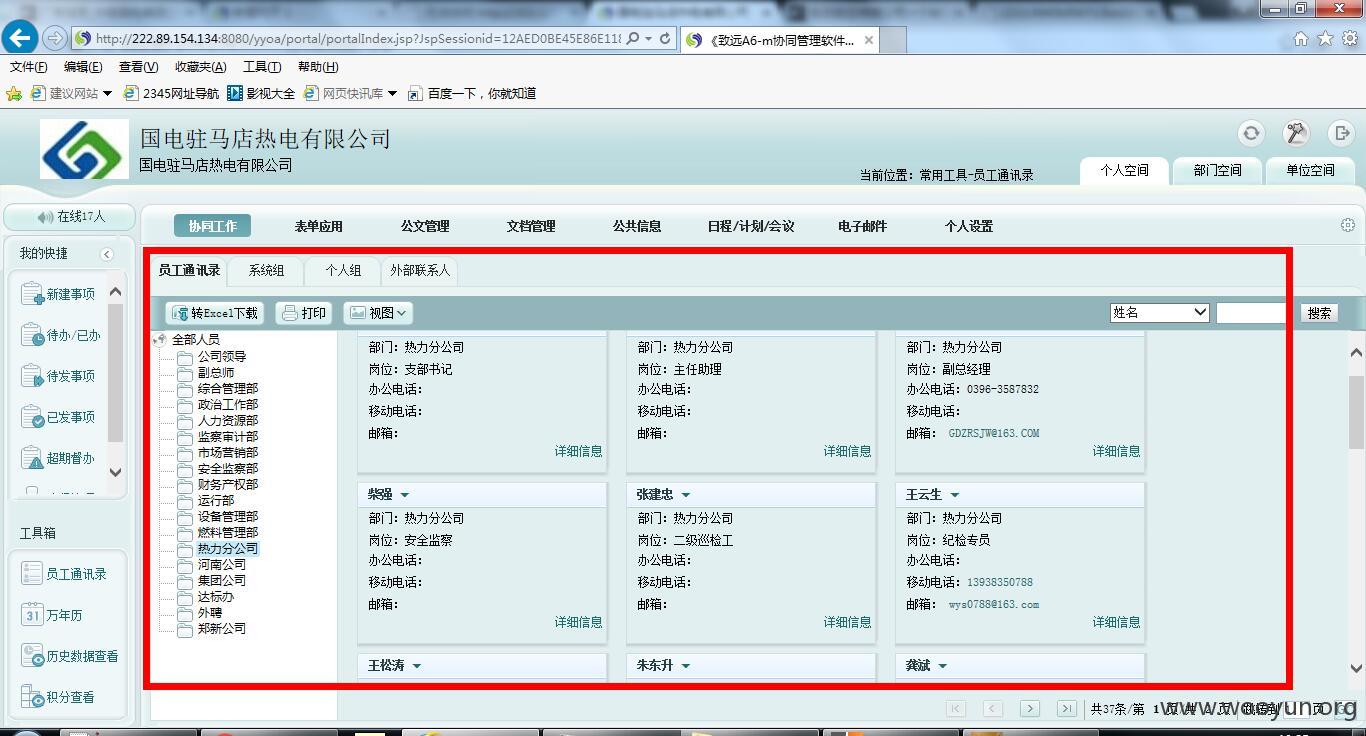 http://222.89.154.134:8080/yyoa/portal/portalIndex.jsp?JspSessionid=12AED0BE45E86E118
《致远A6-m协同管理软件...
文件(F) 编辑(E) 查看(V) 收藏夹(A) 工具(T) 帮助(H)
建议网站 2345网址导航 影视大全 网页快讯库 百度一下，你就知道
国电驻马店热电有限公司
国电驻马店热电有限公司
当前位置：常用工具-员工通讯录
个人空间 部门空间 单位空间
在线17人
协同工作 表单应用 公文管理 文档管理 公共信息 日程/计划/会议 电子邮件 个人设置
我的快捷
新建事项
待办/已办
待发事项
已发事项
超期督办
工具箱
员工通讯录
万年历
历史数据查看
积分查看
员工通讯录 系统组 个人组 外部联系人
转Excel下载 打印 视图
姓名 搜索
全部人员
公司领导
副总师
综合管理部
政治工作部
人力资源部
监察审计部
市场营销部
安全监察部
财务产权部
运行部
设备管理部
燃料管理部
热力分公司
河南公司
集团公司
达标办
外聘
郑新公司
部门：热力分公司
岗位：支部书记
办公电话：
移动电话：
邮箱：
详细信息
部门：热力分公司
岗位：主任助理
办公电话：
移动电话：
邮箱：
详细信息
部门：热力分公司
岗位：副总经理
办公电话：0396-3587832
移动电话：
邮箱： GDZRSJW@163.COM
详细信息
柴强
部门：热力分公司
岗位：安全监察
办公电话：
移动电话：
邮箱：
详细信息
张建忠
部门：热力分公司
岗位：二级巡检工
办公电话：
移动电话：
邮箱：
详细信息
王云生
部门：热力分公司
岗位：纪检专员
办公电话：
移动电话：13938350788
邮箱： wys0788@163.com
详细信息
王松涛
朱东升
龚斌
共37条/第 1
www.wooyun.org